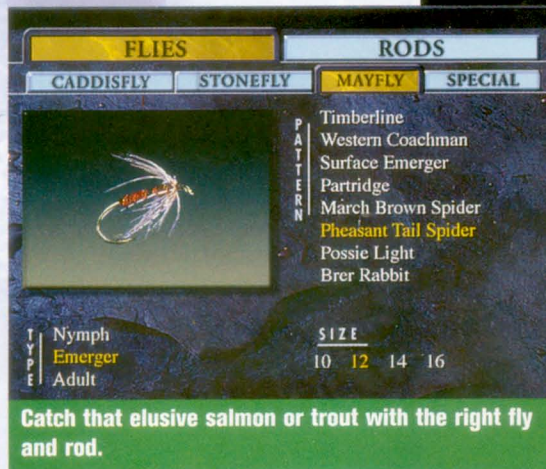 FLIES RODS
CADDISFLY STONEFLY MAYFLY SPECIAL
PATTERN
Timberline
Western Coachman
Surface Emerger
Partridge
March Brown Spider
Pheasant Tail Spider
Possie Light
Brer Rabbit
TYPE
Nymph
Emerger
Adult
SIZE
10 12 14 16
Catch that elusive salmon or trout with the right fly
and rod.